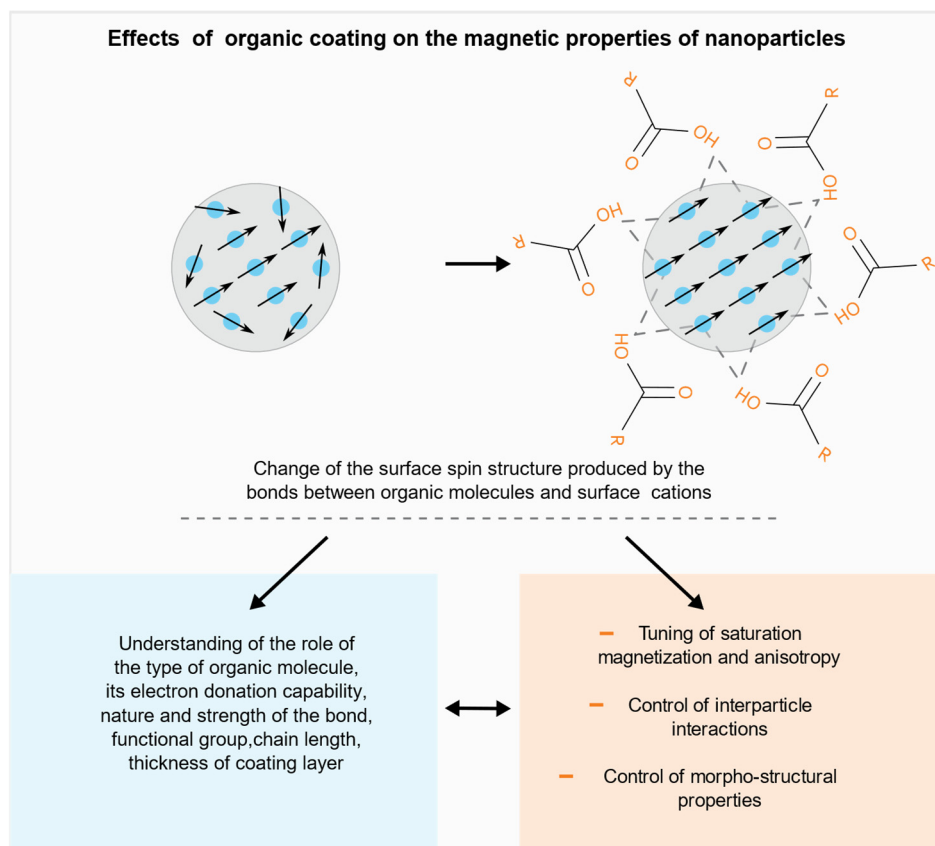 Effects of organic coating on the magnetic properties of nanoparticles
R
OH
O
R
O
HO
OH
R
O
O
R
HO
HO
O
R
HO
O
R
Change of the surface spin structure produced by the
bonds between organic molecules and surface cations
Understanding of the role of
the type of organic molecule,
its electron donation capability,
nature and strength of the bond,
functional group,chain length,
thickness of coating layer
Tuning of saturation
magnetization and anisotropy
Control of interparticle
interactions
Control of morpho-structural
properties